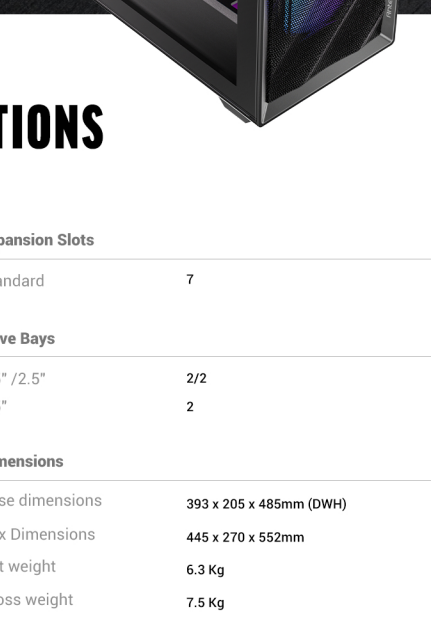 TIONS
pansion Slots
andard 7
ve Bays
" /2.5" 2/2
" 2
mensions
se dimensions 393 x 205 x 485mm (DWH)
x Dimensions 445 x 270 x 552mm
t weight 6.3 Kg
oss weight 7.5 Kg